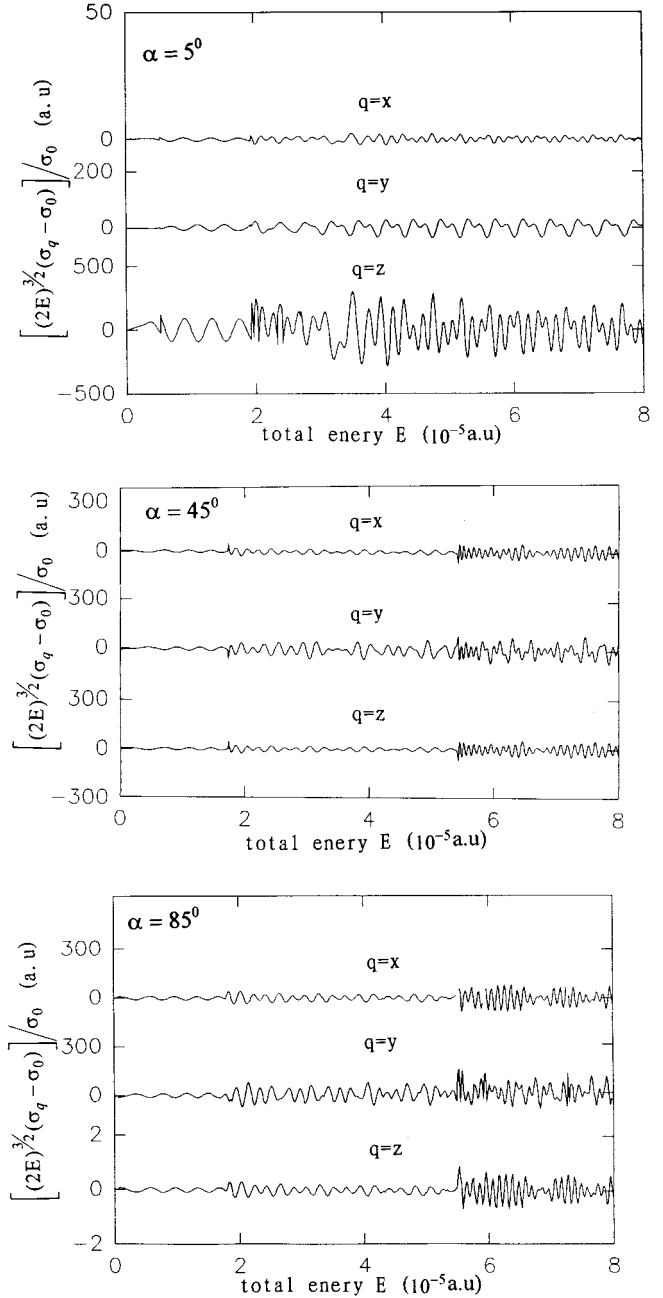 α = 5⁰
50
q=x
0
200
q=y
0
500
q=z
0
−500
0 2 4 6 8
[(2E)^3/2(σq − σ0)]/σ0 (a. u)
total enery E (10⁻⁵a.u)
α = 45⁰
300
q=x
0
300
q=y
0
300
q=z
0
−300
0 2 4 6 8
[(2E)^3/2(σq − σ0)]/σ0 (a. u)
total enery E (10⁻⁵a.u)
α = 85⁰
300
q=x
0
300
q=y
0
2
q=z
0
−2
0 2 4 6 8
[(2E)^3/2(σq − σ0)]/σ0 (a. u)
total enery E (10⁻⁵a.u)